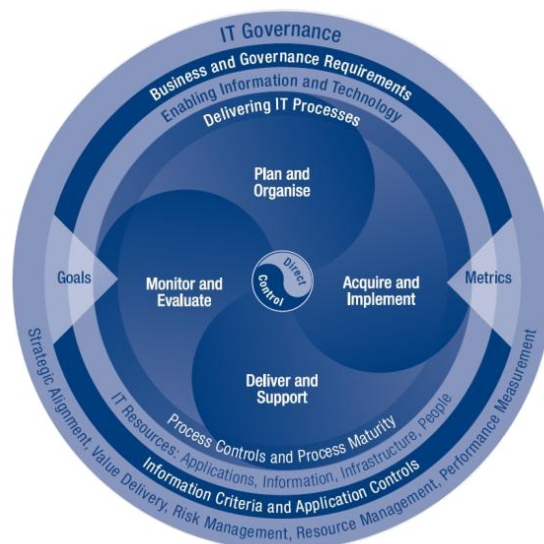 IT Governance
Business and Governance Requirements
Enabling Information and Technology
Delivering IT Processes
Plan and
Organise
Goals
Monitor and
Evaluate
Direct
Control
Acquire and
Implement
Metrics
Deliver and
Support
Process Controls and Process Maturity
IT Resources: Applications, Information, Infrastructure, People
Information Criteria and Application Controls
Strategic Alignment, Value Delivery, Risk Management, Resource Management, Performance Measurement